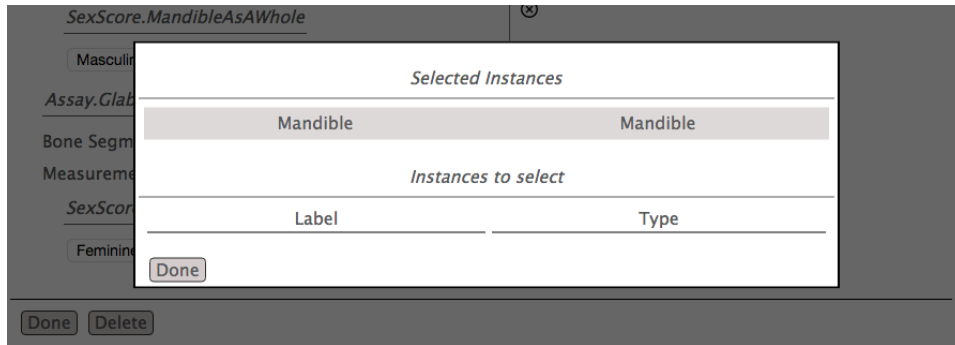 SexScore.MandibleAsAWhole
Selected Instances
Mandible Mandible
Assay.Glab
Bone Segm
Measureme
Instances to select
SexScor
Label Type
Feminine
Done
Done Delete